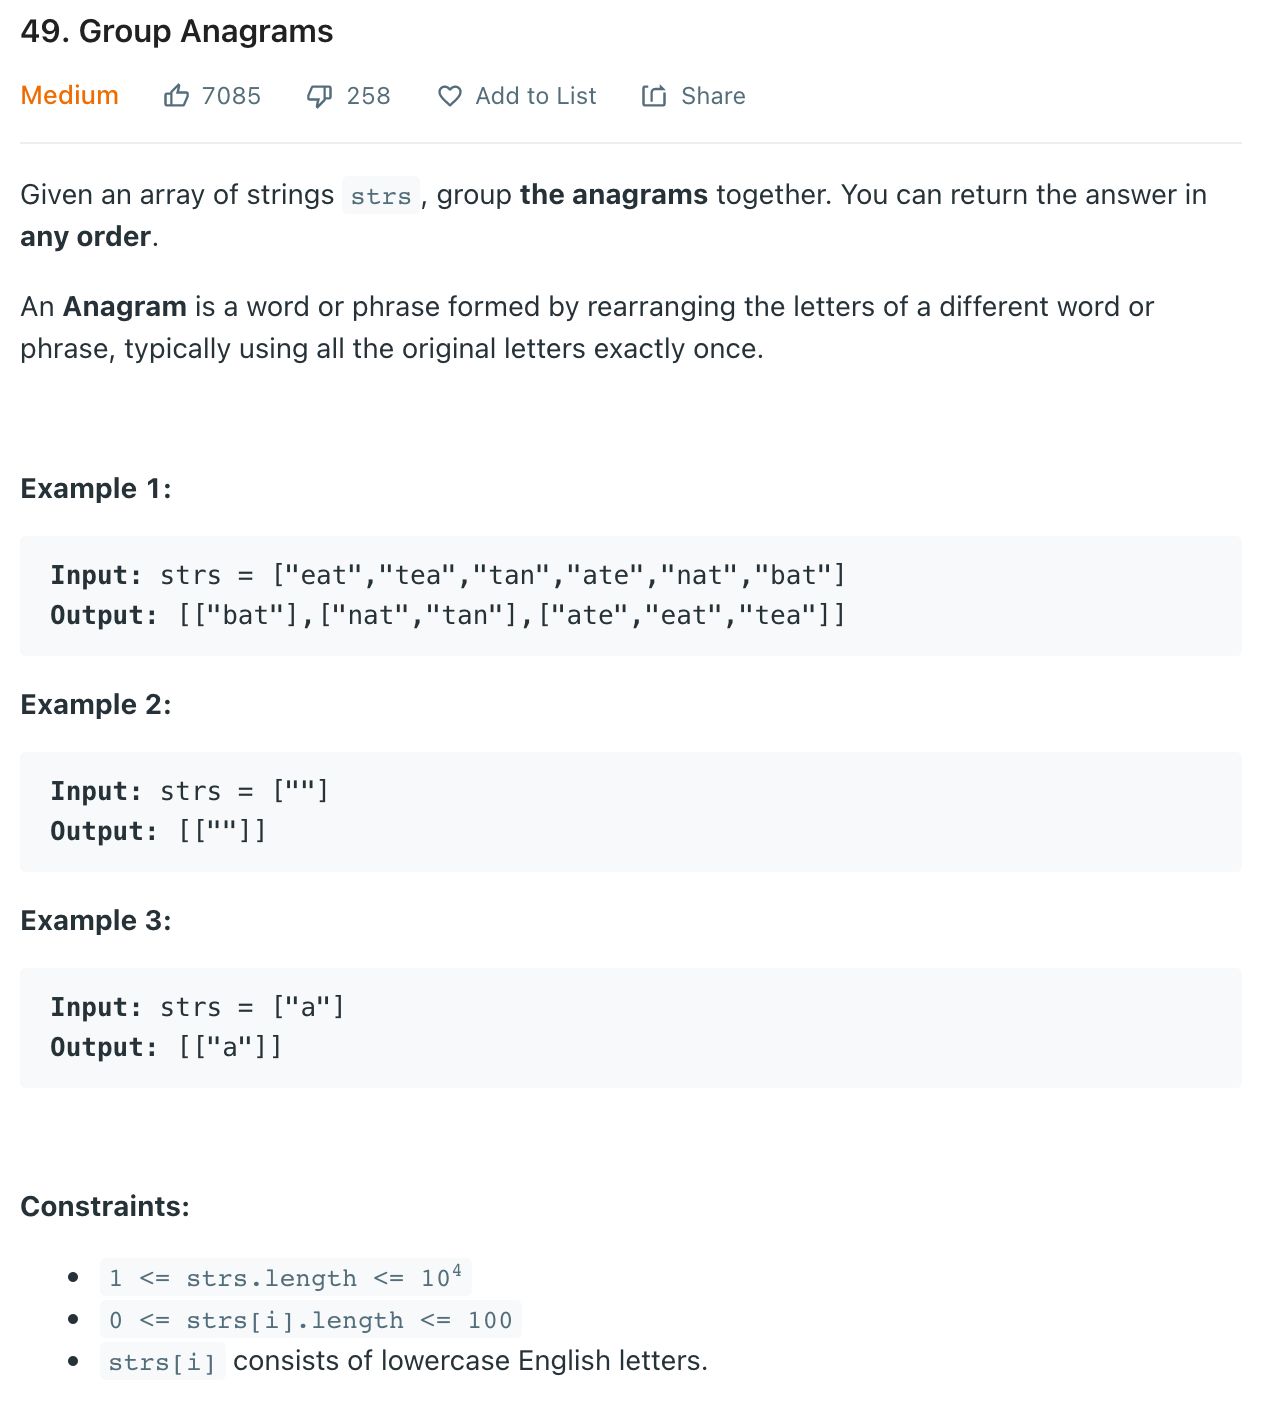 49. Group Anagrams
Medium 7085 258 Add to List Share
Given an array of strings strs , group the anagrams together. You can return the answer in
any order.
An Anagram is a word or phrase formed by rearranging the letters of a different word or
phrase, typically using all the original letters exactly once.
Example 1:
Input: strs = ["eat","tea","tan","ate","nat","bat"]
Output: [["bat"],["nat","tan"],["ate","eat","tea"]]
Example 2:
Input: strs = [""]
Output: [[""]]
Example 3:
Input: strs = ["a"]
Output: [["a"]]
Constraints:
• 1 <= strs.length <= 10⁴
• 0 <= strs[i].length <= 100
• strs[i] consists of lowercase English letters.